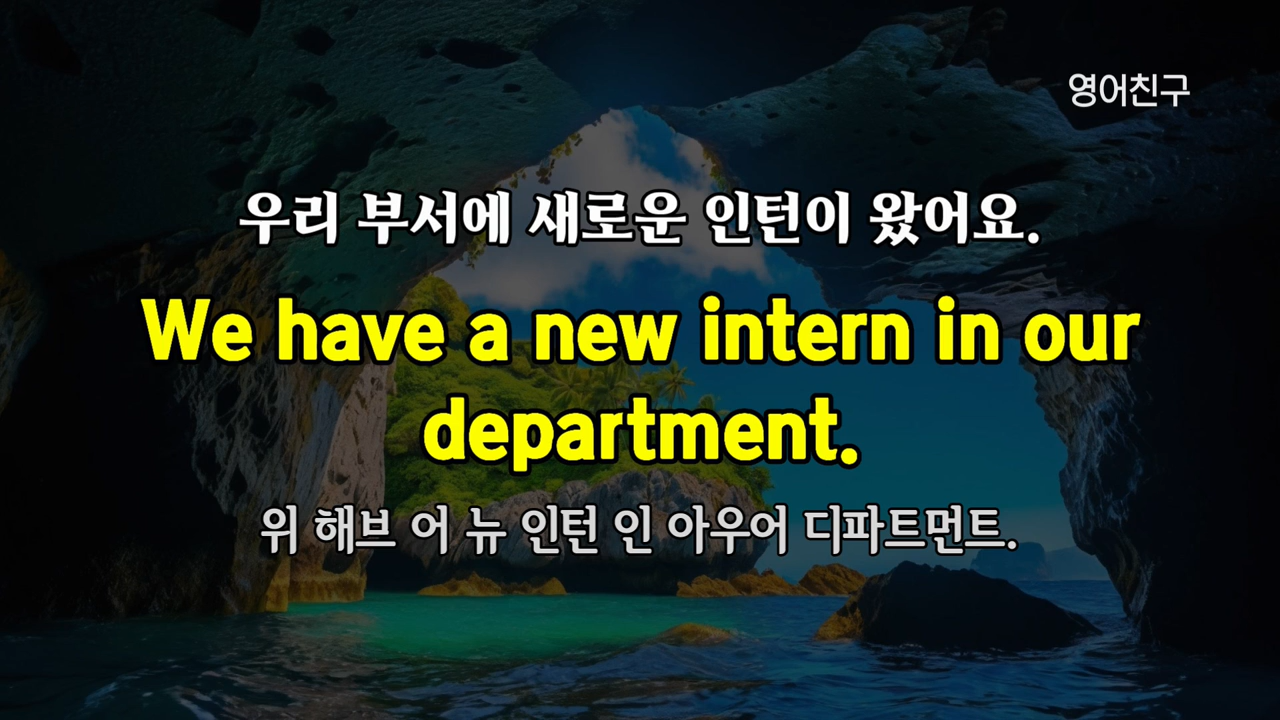 영어친구
우리 부서에 새로운 인턴이 왔어요.
We have a new intern in our
department.
위 해브 어 뉴 인턴 인 아우어 디파트먼트.